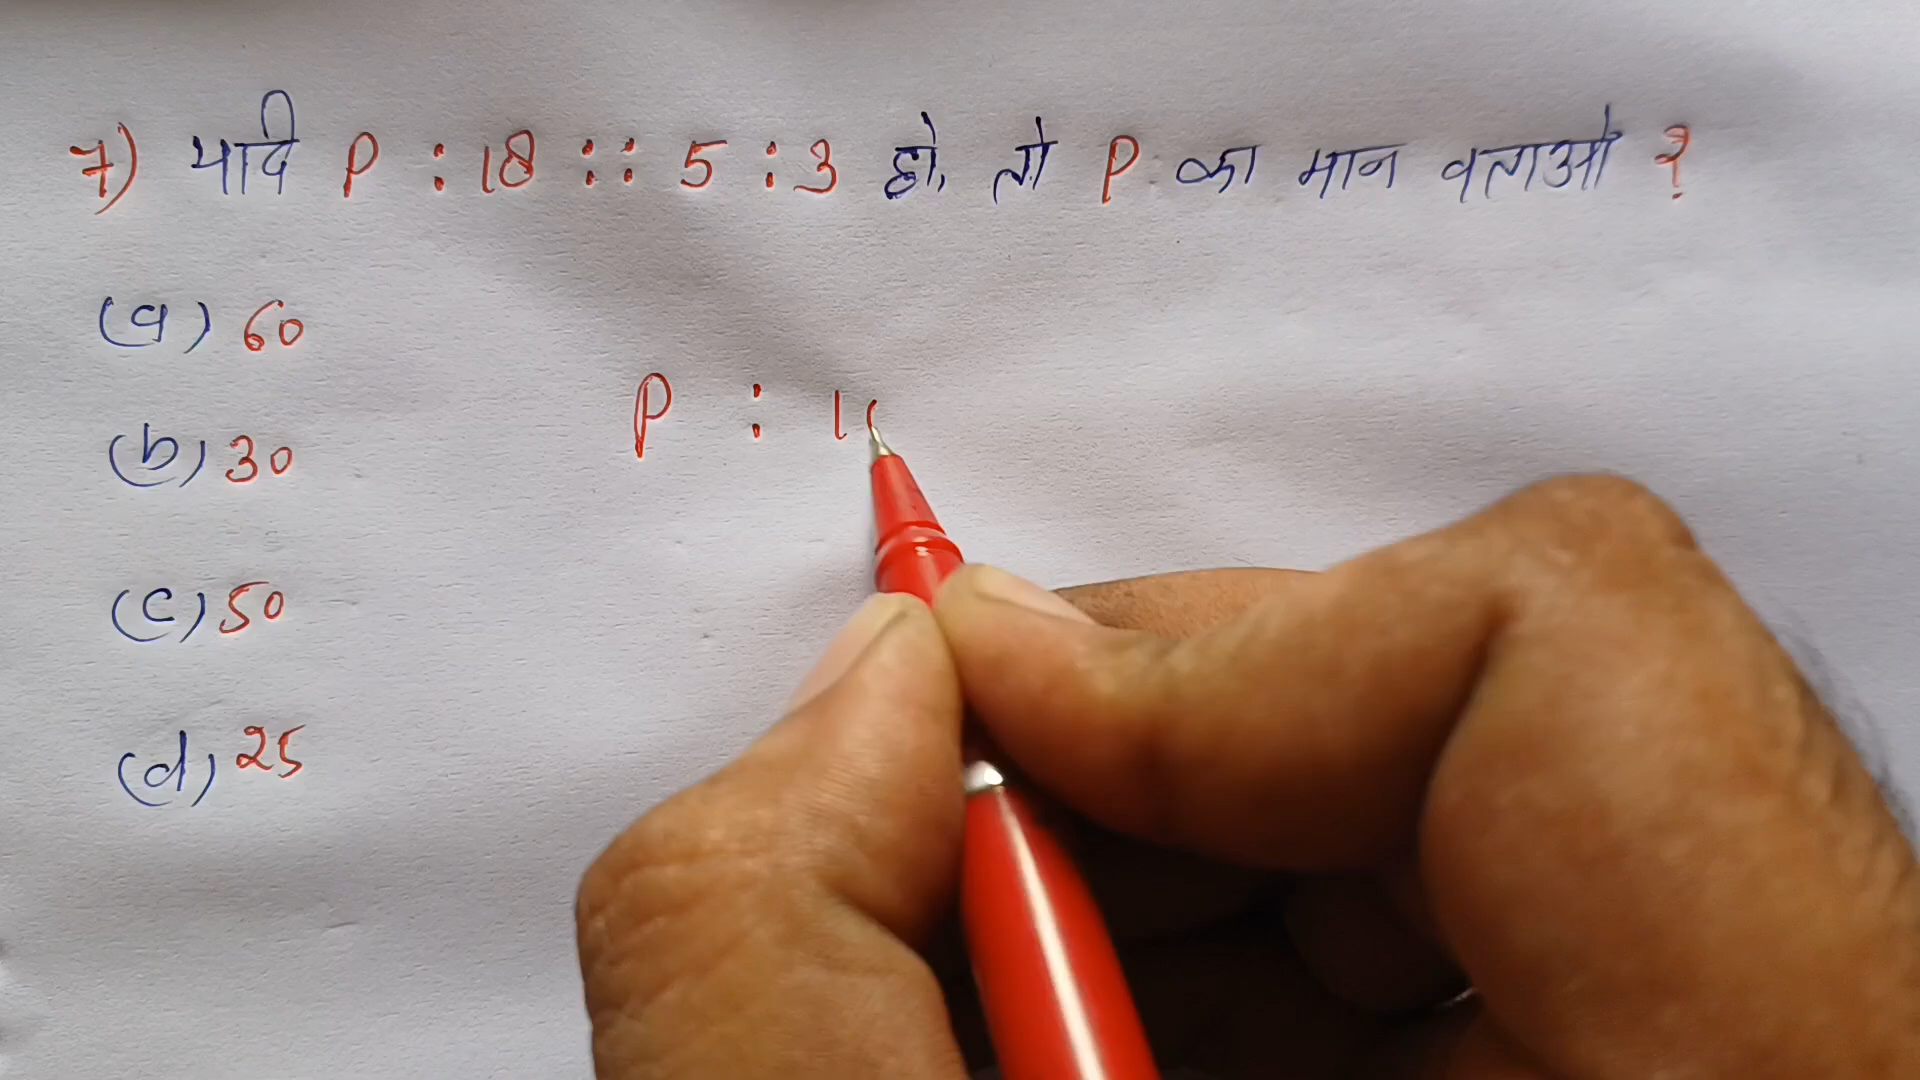 7) यदि P : 18 :: 5 : 3 हो, तो P का मान बताओ ?
(a) 60
P : 1
(b) 30
(c) 50
(d) 25